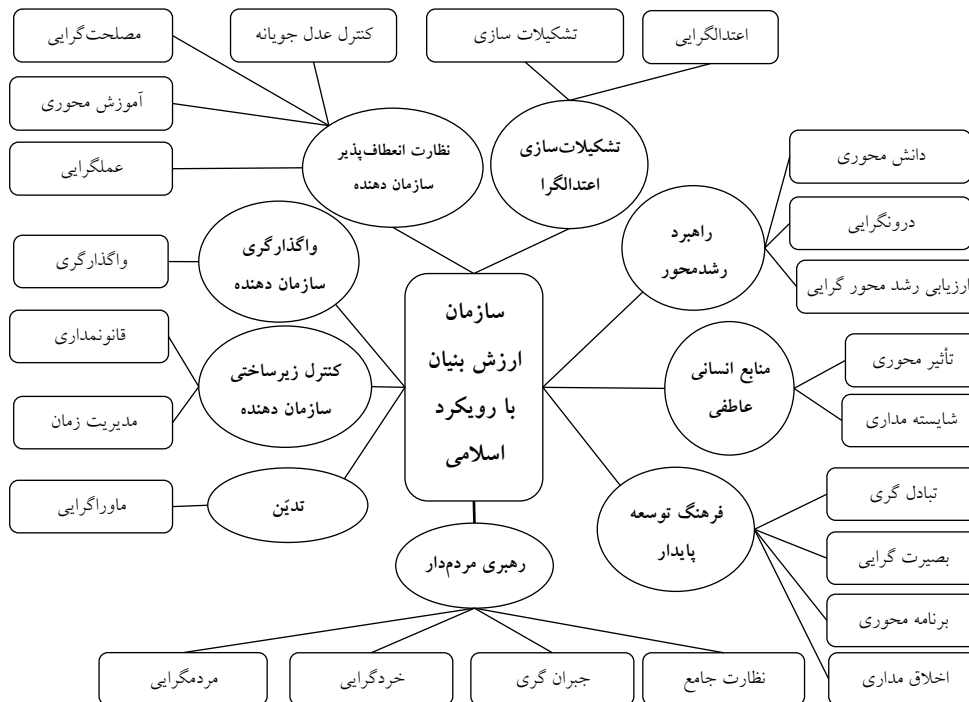 اعتدالگرایی
تشکیلات سازی
کنترل عدل جویانه
مصلحت‌گرایی
آموزش محوری
عملگرایی
نظارت انعطاف‌پذیر
سازمان دهنده
تشکیلات‌سازی
اعتدالگرا
دانش محوری
درونگرایی
ارزیابی رشد محور گرایی
راهبرد
رشدمحور
واگذارگری
سازمان دهنده
واگذارگری
سازمان
ارزش بنیان
با رویکرد
اسلامی
منابع انسانی
عاطفی
تأثیر محوری
شایسته مداری
کنترل زیرساختی
سازمان دهنده
قانونمداری
مدیریت زمان
فرهنگ توسعه
پایدار
تبادل گری
بصیرت گرایی
برنامه محوری
اخلاق مداری
تدیّن
ماوراگرایی
رهبری مردم‌دار
نظارت جامع
جبران گری
خردگرایی
مردمگرایی